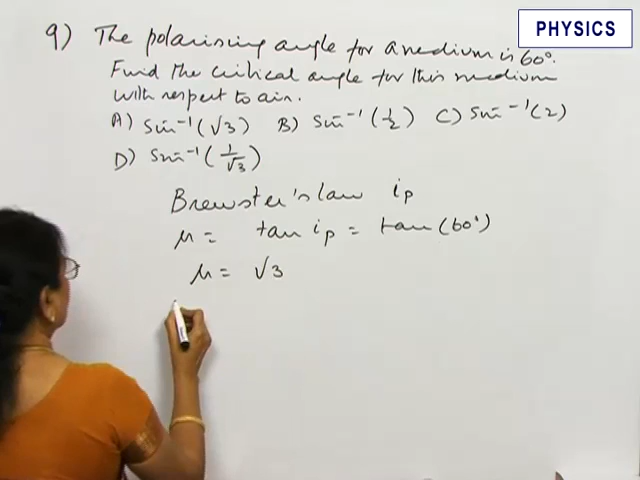 PHYSICS
9) The polarising angle for a medium is 60°.
Find the critical angle for this medium
with respect to air.
A) Sin⁻¹(√3) B) Sin⁻¹(1/2) C) Sin⁻¹(2)
D) Sin⁻¹(1/√3)
Brewster's law ip
μ = tan ip = tan(60°)
μ = √3